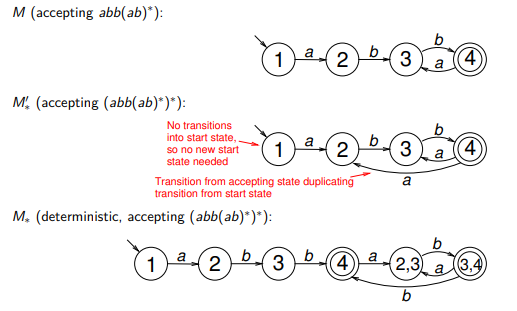 M (accepting abb(ab)*):
b
1 a 2 b 3 a 4
M′* (accepting (abb(ab)*)*):
No transitions
into start state,
so no new start
state needed
b
1 a 2 b 3 a 4
Transition from accepting state duplicating
transition from start state
a
M* (deterministic, accepting (abb(ab)*)*):
b
1 a 2 b 3 b 4 a 2,3 a 3,4
b